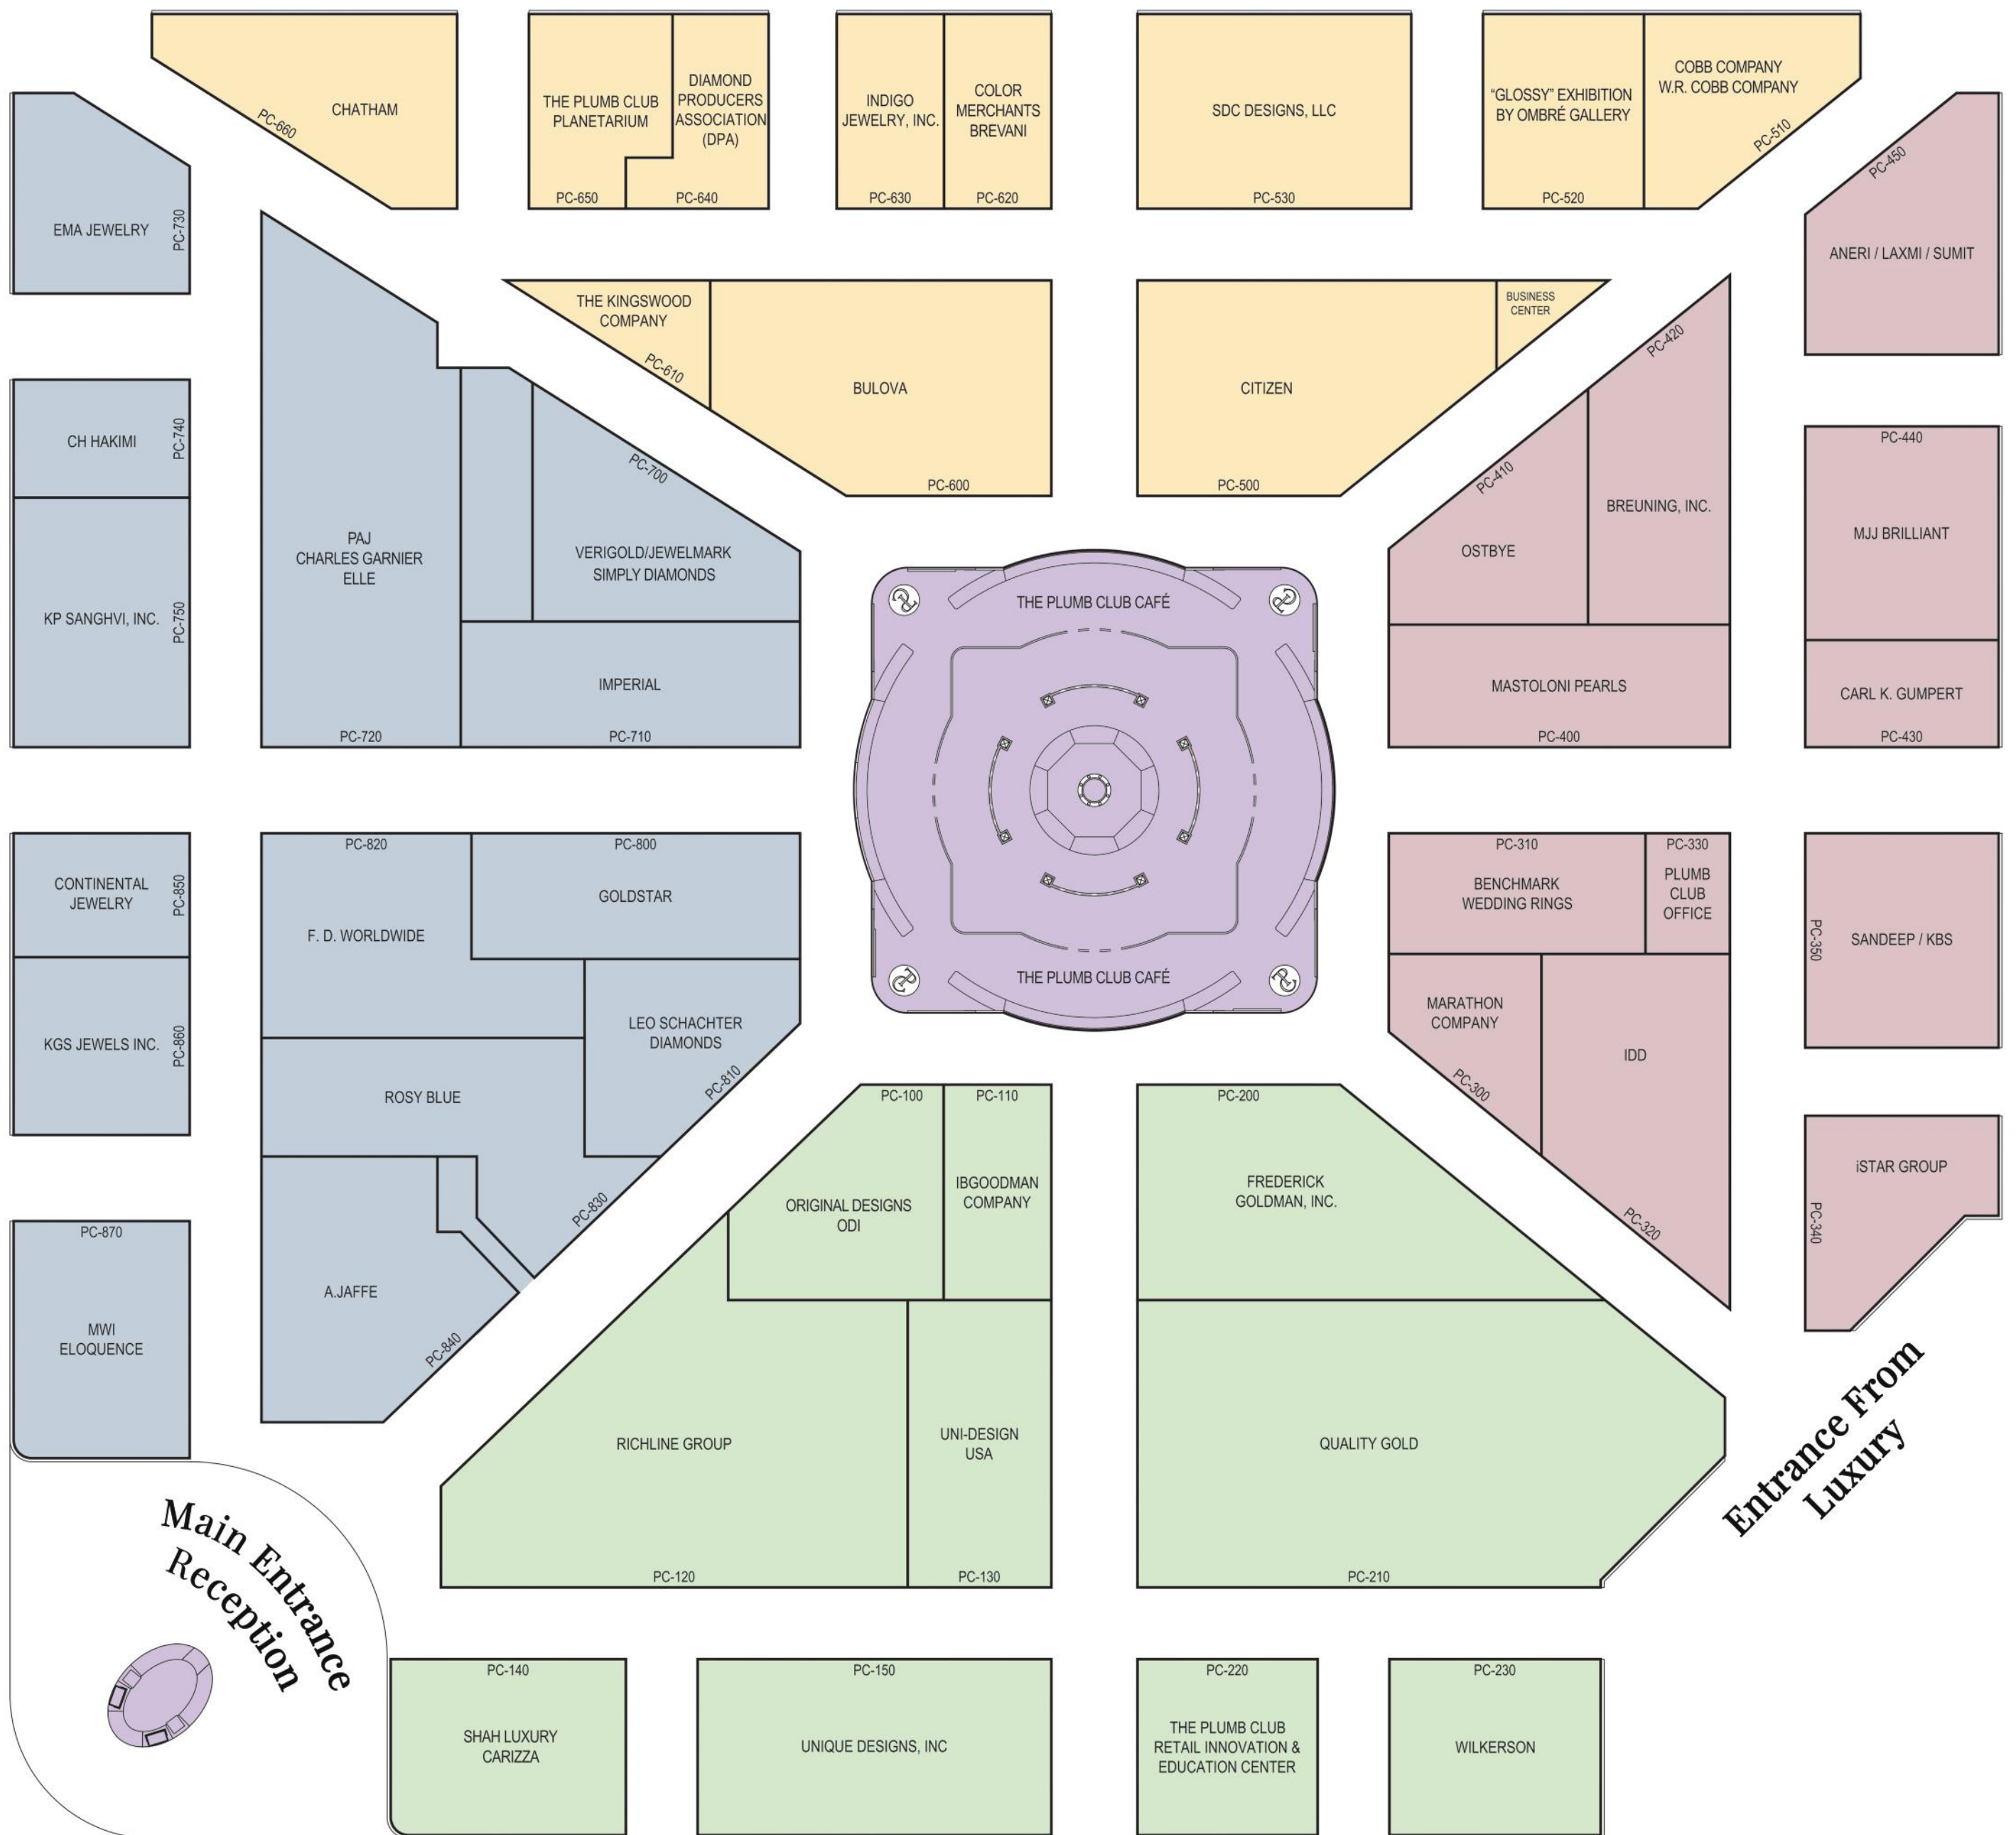 CHATHAM
PC-660
THE PLUMB CLUB
PLANETARIUM
PC-650
DIAMOND
PRODUCERS
ASSOCIATION
(DPA)
PC-640
INDIGO
JEWELRY, INC.
PC-630
COLOR
MERCHANTS
BREVANI
PC-620
SDC DESIGNS, LLC
PC-530
“GLOSSY” EXHIBITION
BY OMBRÉ GALLERY
PC-520
COBB COMPANY
W.R. COBB COMPANY
PC-510
EMA JEWELRY
PC-730
PC-450
ANERI / LAXMI / SUMIT
THE KINGSWOOD
COMPANY
PC-610
BULOVA
PC-600
CITIZEN
PC-500
BUSINESS
CENTER
PC-420
BREUNING, INC.
PC-410
OSTBYE
MASTOLONI PEARLS
PC-400
PC-440
MJJ BRILLIANT
CARL K. GUMPERT
PC-430
CH HAKIMI
PC-740
KP SANGHVI, INC.
PC-750
PAJ
CHARLES GARNIER
ELLE
PC-720
PC-700
VERIGOLD/JEWELMARK
SIMPLY DIAMONDS
IMPERIAL
PC-710
THE PLUMB CLUB CAFÉ
THE PLUMB CLUB CAFÉ
CONTINENTAL
JEWELRY
PC-850
KGS JEWELS INC.
PC-860
PC-820
F. D. WORLDWIDE
PC-800
GOLDSTAR
LEO SCHACHTER
DIAMONDS
PC-810
ROSY BLUE
PC-830
A.JAFFE
PC-840
PC-870
MWI
ELOQUENCE
PC-310
BENCHMARK
WEDDING RINGS
PC-330
PLUMB
CLUB
OFFICE
MARATHON
COMPANY
PC-300
IDD
PC-320
PC-350
SANDEEP / KBS
iSTAR GROUP
PC-340
PC-100
ORIGINAL DESIGNS
ODI
PC-110
IBGOODMAN
COMPANY
PC-200
FREDERICK
GOLDMAN, INC.
RICHLINE GROUP
PC-120
UNI-DESIGN
USA
PC-130
QUALITY GOLD
PC-210
Entrance From
Luxury
Main Entrance
Reception
PC-140
SHAH LUXURY
CARIZZA
PC-150
UNIQUE DESIGNS, INC
PC-220
THE PLUMB CLUB
RETAIL INNOVATION &
EDUCATION CENTER
PC-230
WILKERSON